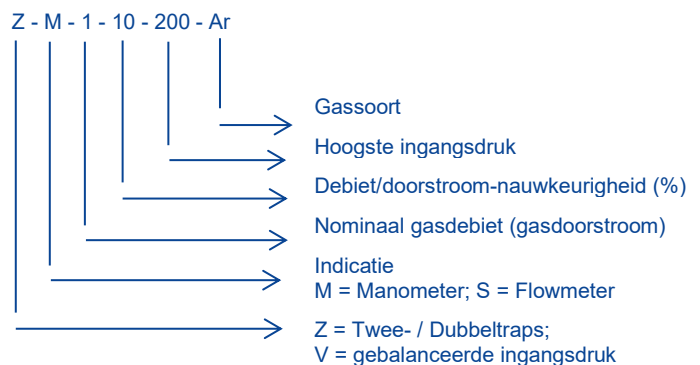 Z - M - 1 - 10 - 200 - Ar
Gassoort
Hoogste ingangsdruk
Debiet/doorstroom-nauwkeurigheid (%)
Nominaal gasdebiet (gasdoorstroom)
Indicatie
M = Manometer; S = Flowmeter
Z = Twee- / Dubbeltraps;
V = gebalanceerde ingangsdruk